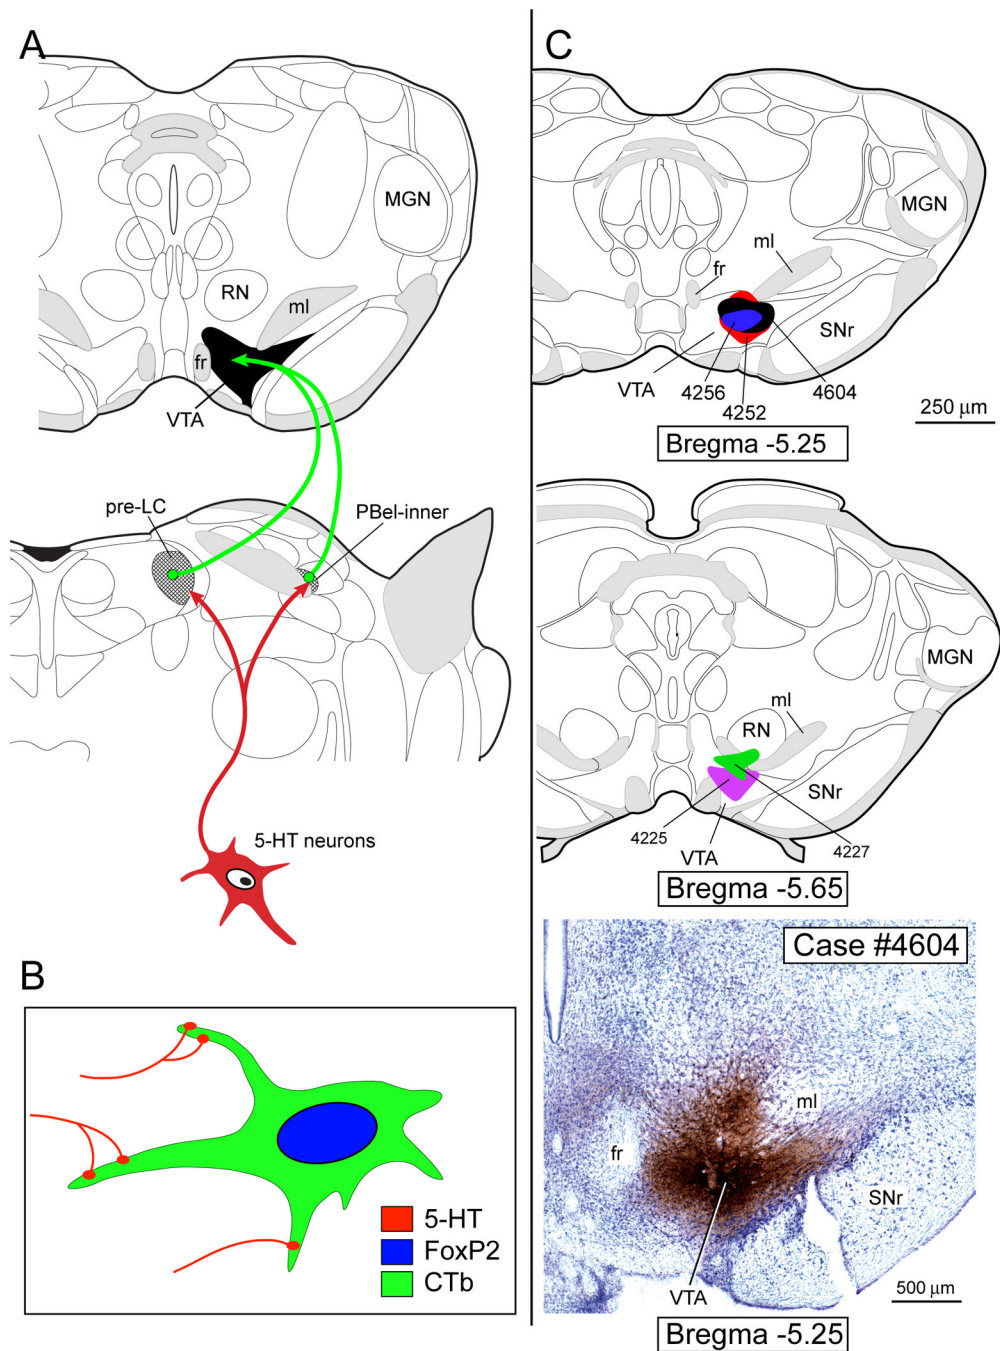 A
MGN
RN
ml
fr
VTA
pre-LC
PBel-inner
5-HT neurons
B
5-HT
FoxP2
CTb
C
MGN
ml
fr
SNr
VTA
4256
4252
4604
250 μm
Bregma -5.25
MGN
ml
RN
SNr
4225
VTA
4227
Bregma -5.65
Case #4604
ml
fr
SNr
VTA
500 μm
Bregma -5.25